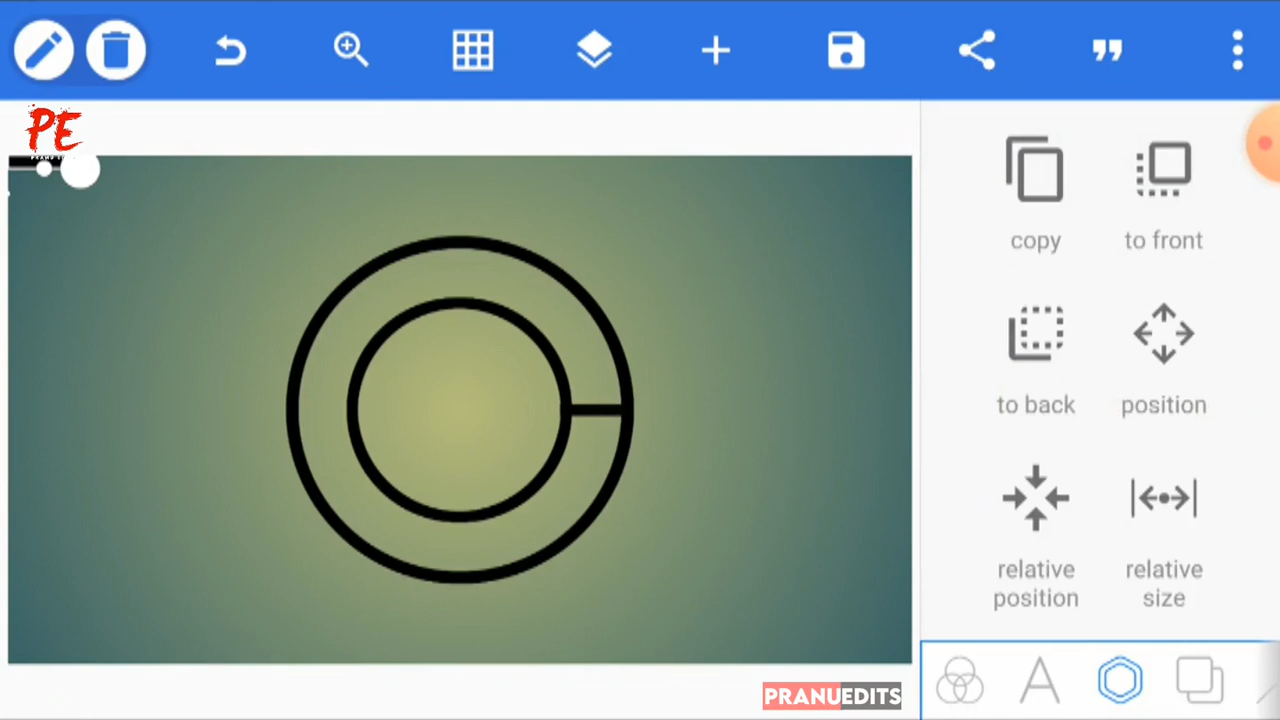 PE
copy
to front
to back
position
relative
position
relative
size
PRANUEDITS